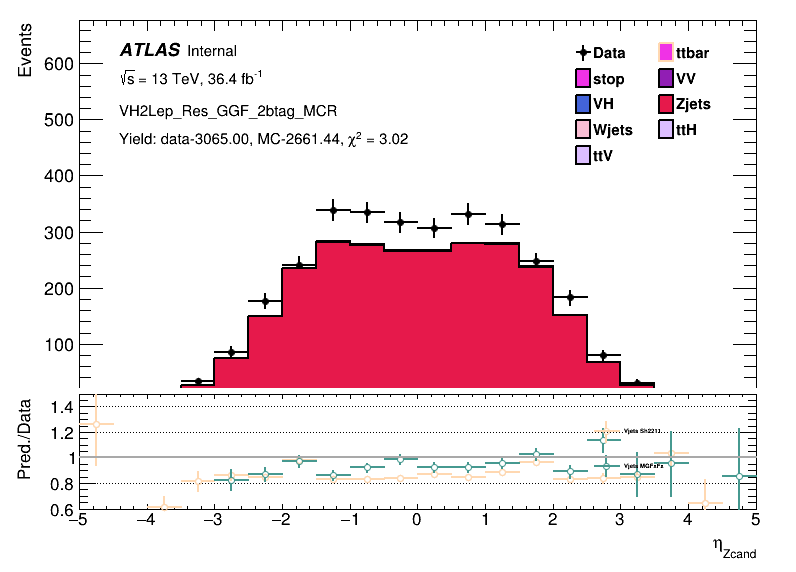 Events
600
500
400
300
200
100
ATLAS Internal
√s = 13 TeV, 36.4 fb⁻¹
VH2Lep_Res_GGF_2btag_MCR
Yield: data-3065.00, MC-2661.44, χ² = 3.02
Data ttbar
stop VV
VH Zjets
Wjets ttH
ttV
Pred./Data
1.4
1.2
1
0.8
0.6
Vjets Sh2211
Vjets MGFxFx
−5 −4 −3 −2 −1 0 1 2 3 4 5
η_Zcand